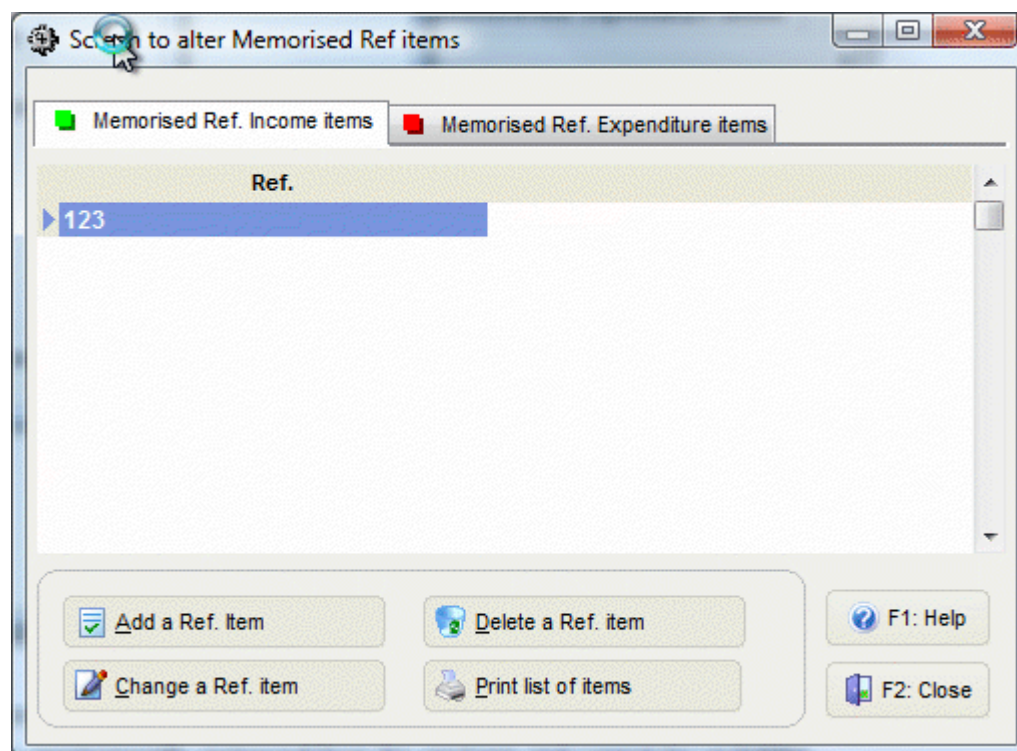 Screen to alter Memorised Ref items
Memorised Ref. Income items
Memorised Ref. Expenditure items
Ref.
123
Add a Ref. Item
Delete a Ref. item
F1: Help
Change a Ref. item
Print list of items
F2: Close